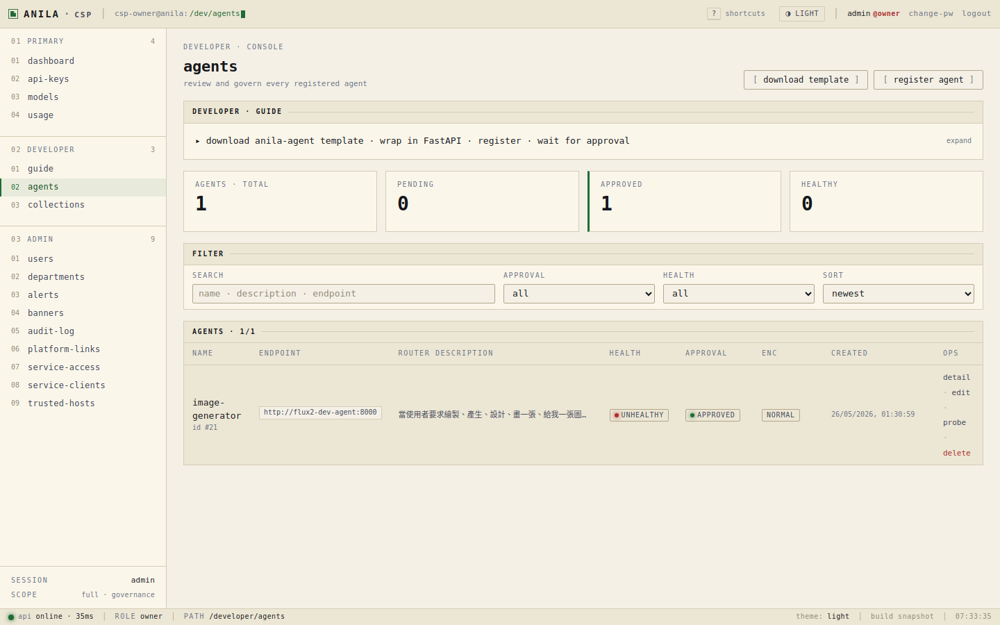 ANILA · CSP csp-owner@anila:/dev/agents ? shortcuts LIGHT admin @owner change-pw logout
01 PRIMARY 4
01 dashboard
02 api-keys
03 models
04 usage
02 DEVELOPER 3
01 guide
02 agents
03 collections
03 ADMIN 9
01 users
02 departments
03 alerts
04 banners
05 audit-log
06 platform-links
07 service-access
08 service-clients
09 trusted-hosts
SESSION admin
SCOPE full · governance
DEVELOPER · CONSOLE
agents
review and govern every registered agent
[ download template ] [ register agent ]
DEVELOPER · GUIDE
▸ download anila-agent template · wrap in FastAPI · register · wait for approval expand
AGENTS · TOTAL PENDING APPROVED HEALTHY
1 0 1 0
FILTER
SEARCH APPROVAL HEALTH SORT
name · description · endpoint all all newest
AGENTS · 1/1
NAME ENDPOINT ROUTER DESCRIPTION HEALTH APPROVAL ENC CREATED OPS
image-
generator
id #21
http://flux2-dev-agent:8000
當使用者要求繪製、產生、設計、畫一張、給我一張圖…
UNHEALTHY
APPROVED
NORMAL
26/05/2026, 01:30:59
detail
· edit
·
probe
·
delete
api online · 35ms ROLE owner PATH /developer/agents theme: light build snapshot 07:33:35